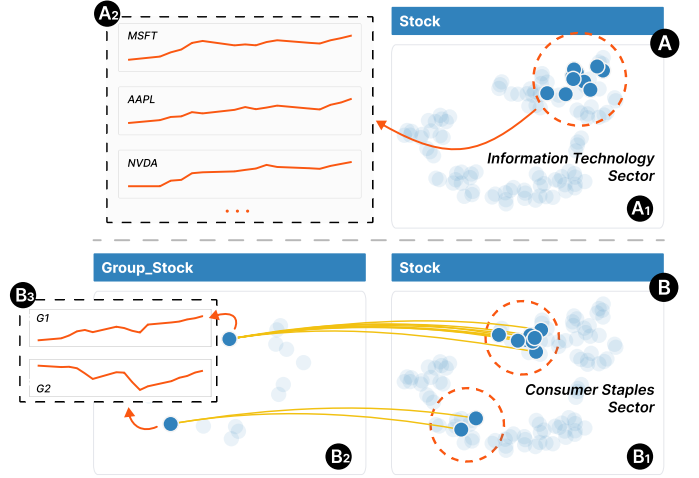 A2
Stock
A
MSFT
AAPL
NVDA
Information Technology
Sector
A1
Group_Stock
Stock
B
B3
G1
G2
Consumer Staples
Sector
B2
B1